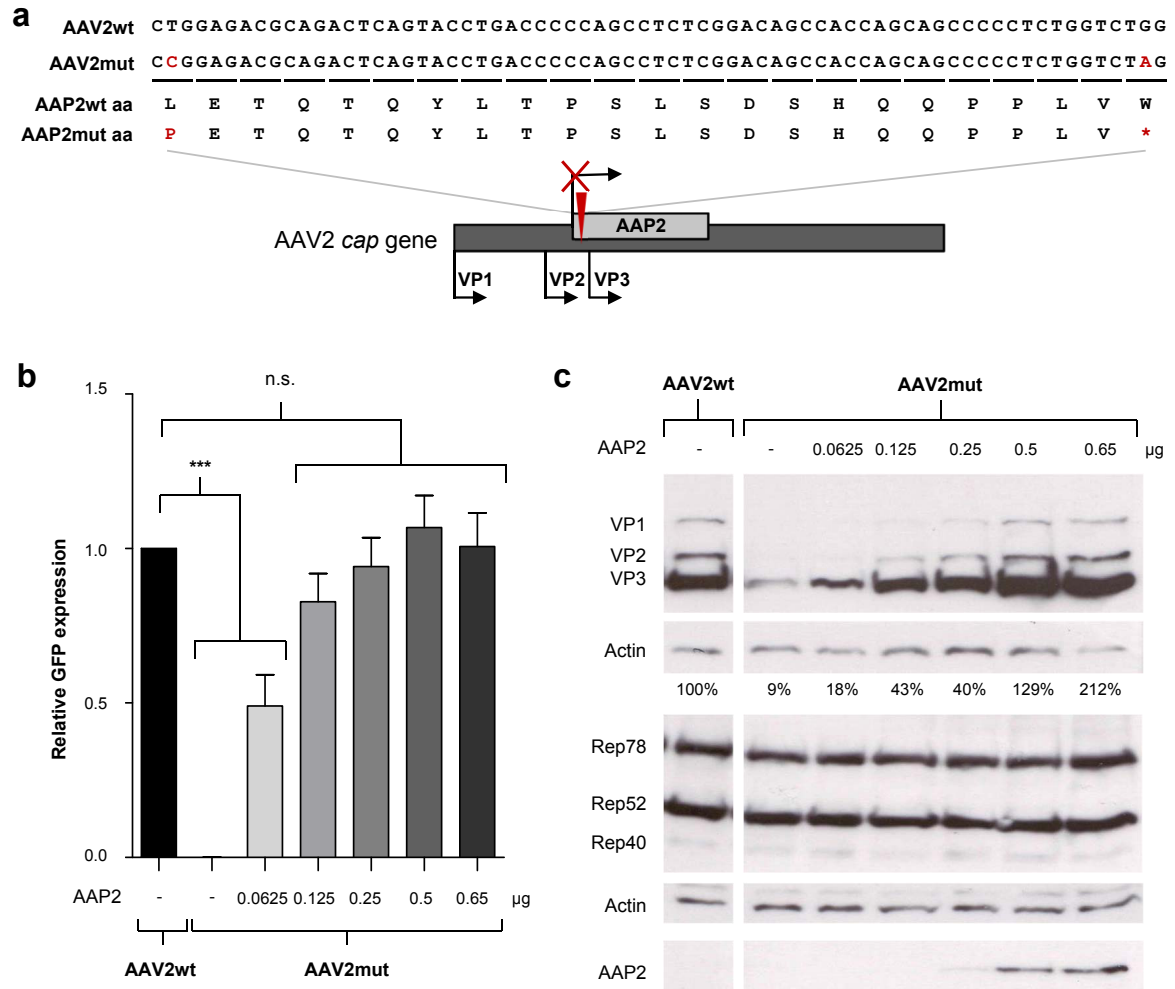 a
AAV2wt CTGGAGACGCAGACTCAGTACCTGACCCCCAGCCTCTCGGACAGCCACCAGCAGCCCCCTCTGGTCTGG
AAV2mut CCGGAGACGCAGACTCAGTACCTGACCCCCAGCCTCTCGGACAGCCACCAGCAGCCCCCTCTGGTCTAG
AAP2wt aa L E T Q T Q Y L T P S L S D S H Q Q P P L V W
AAP2mut aa P E T Q T Q Y L T P S L S D S H Q Q P P L V *
AAP2
AAV2 cap gene
VP1 VP2 VP3
b
Relative GFP expression
1.5
1.0
0.5
0.0
n.s.
***
AAP2 - - 0.0625 0.125 0.25 0.5 0.65 µg
AAV2wt AAV2mut
c
AAV2wt AAV2mut
AAP2 - - 0.0625 0.125 0.25 0.5 0.65 µg
VP1
VP2
VP3
Actin
100% 9% 18% 43% 40% 129% 212%
Rep78
Rep52
Rep40
Actin
AAP2